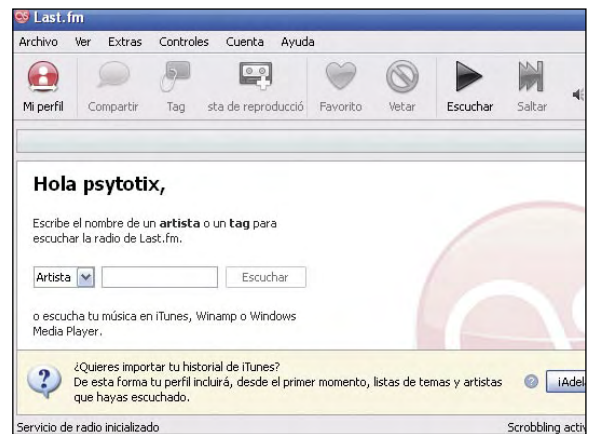 Last.fm
Archivo Ver Extras Controles Cuenta Ayuda
Mi perfil Compartir Tag sta de reproducció Favorito Vetar Escuchar Saltar
Hola psytotix,
Escribe el nombre de un artista o un tag para
escuchar la radio de Last.fm.
Artista Escuchar
o escucha tu música en iTunes, Winamp o Windows
Media Player.
¿Quieres importar tu historial de iTunes?
De esta forma tu perfil incluirá, desde el primer momento, listas de temas y artistas
que hayas escuchado.
¡Adel
Servicio de radio inicializado Scrobbling activ